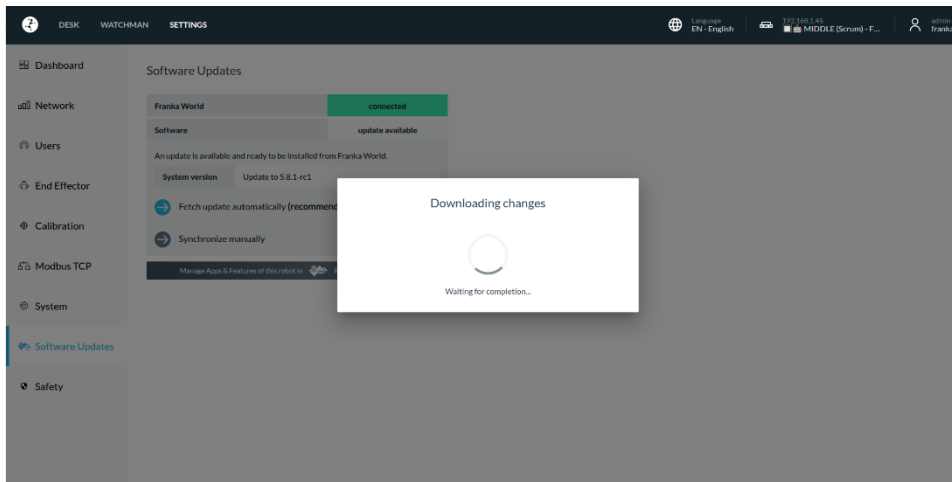 DESK WATCHMAN SETTINGS
Language
EN - English
192.168.1.45
MIDDLE (Scrum) - F...
admin
franka
Dashboard
Network
Users
End Effector
Calibration
Modbus TCP
System
Software Updates
Safety
Software Updates
Franka World connected
Software update available
An update is available and ready to be installed from Franka World.
System version Update to 5.8.1-rc1
Fetch update automatically (recommend
Synchronize manually
Manage Apps & Features of this robot in
Downloading changes
Waiting for completion...